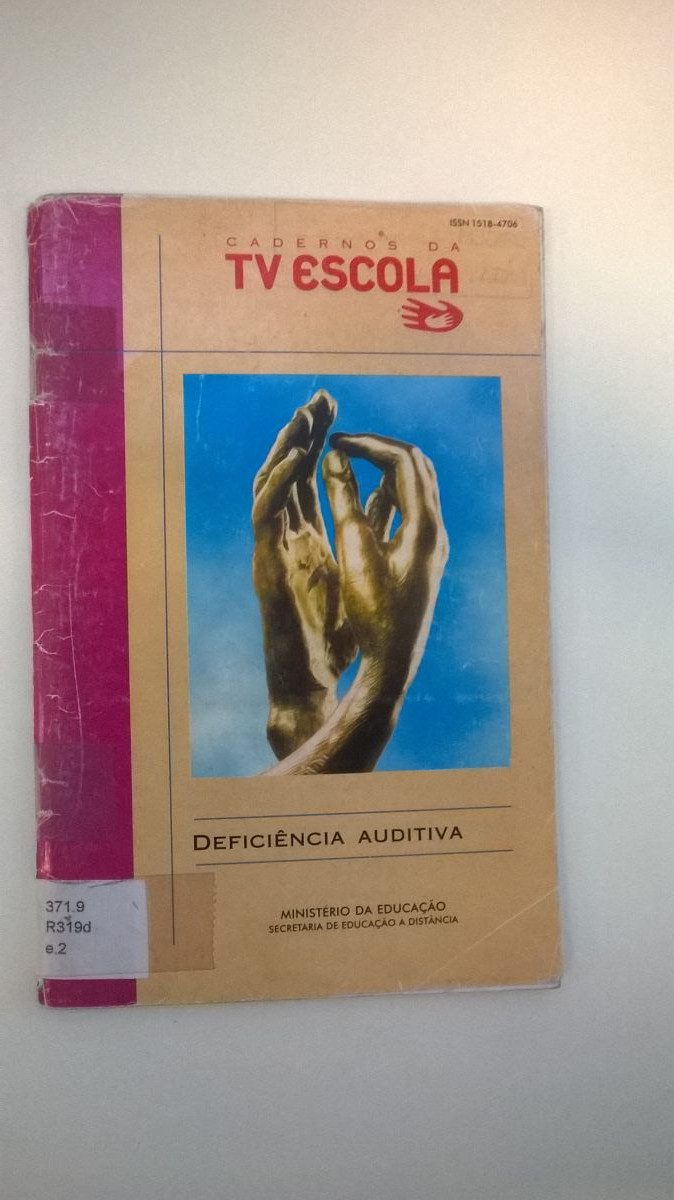 ISSN 1518-4706
CADERNOS DA
TV ESCOLA
DEFICIÊNCIA AUDITIVA
MINISTÉRIO DA EDUCAÇÃO
SECRETARIA DE EDUCAÇÃO A DISTÂNCIA
371.9
R319d
e.2